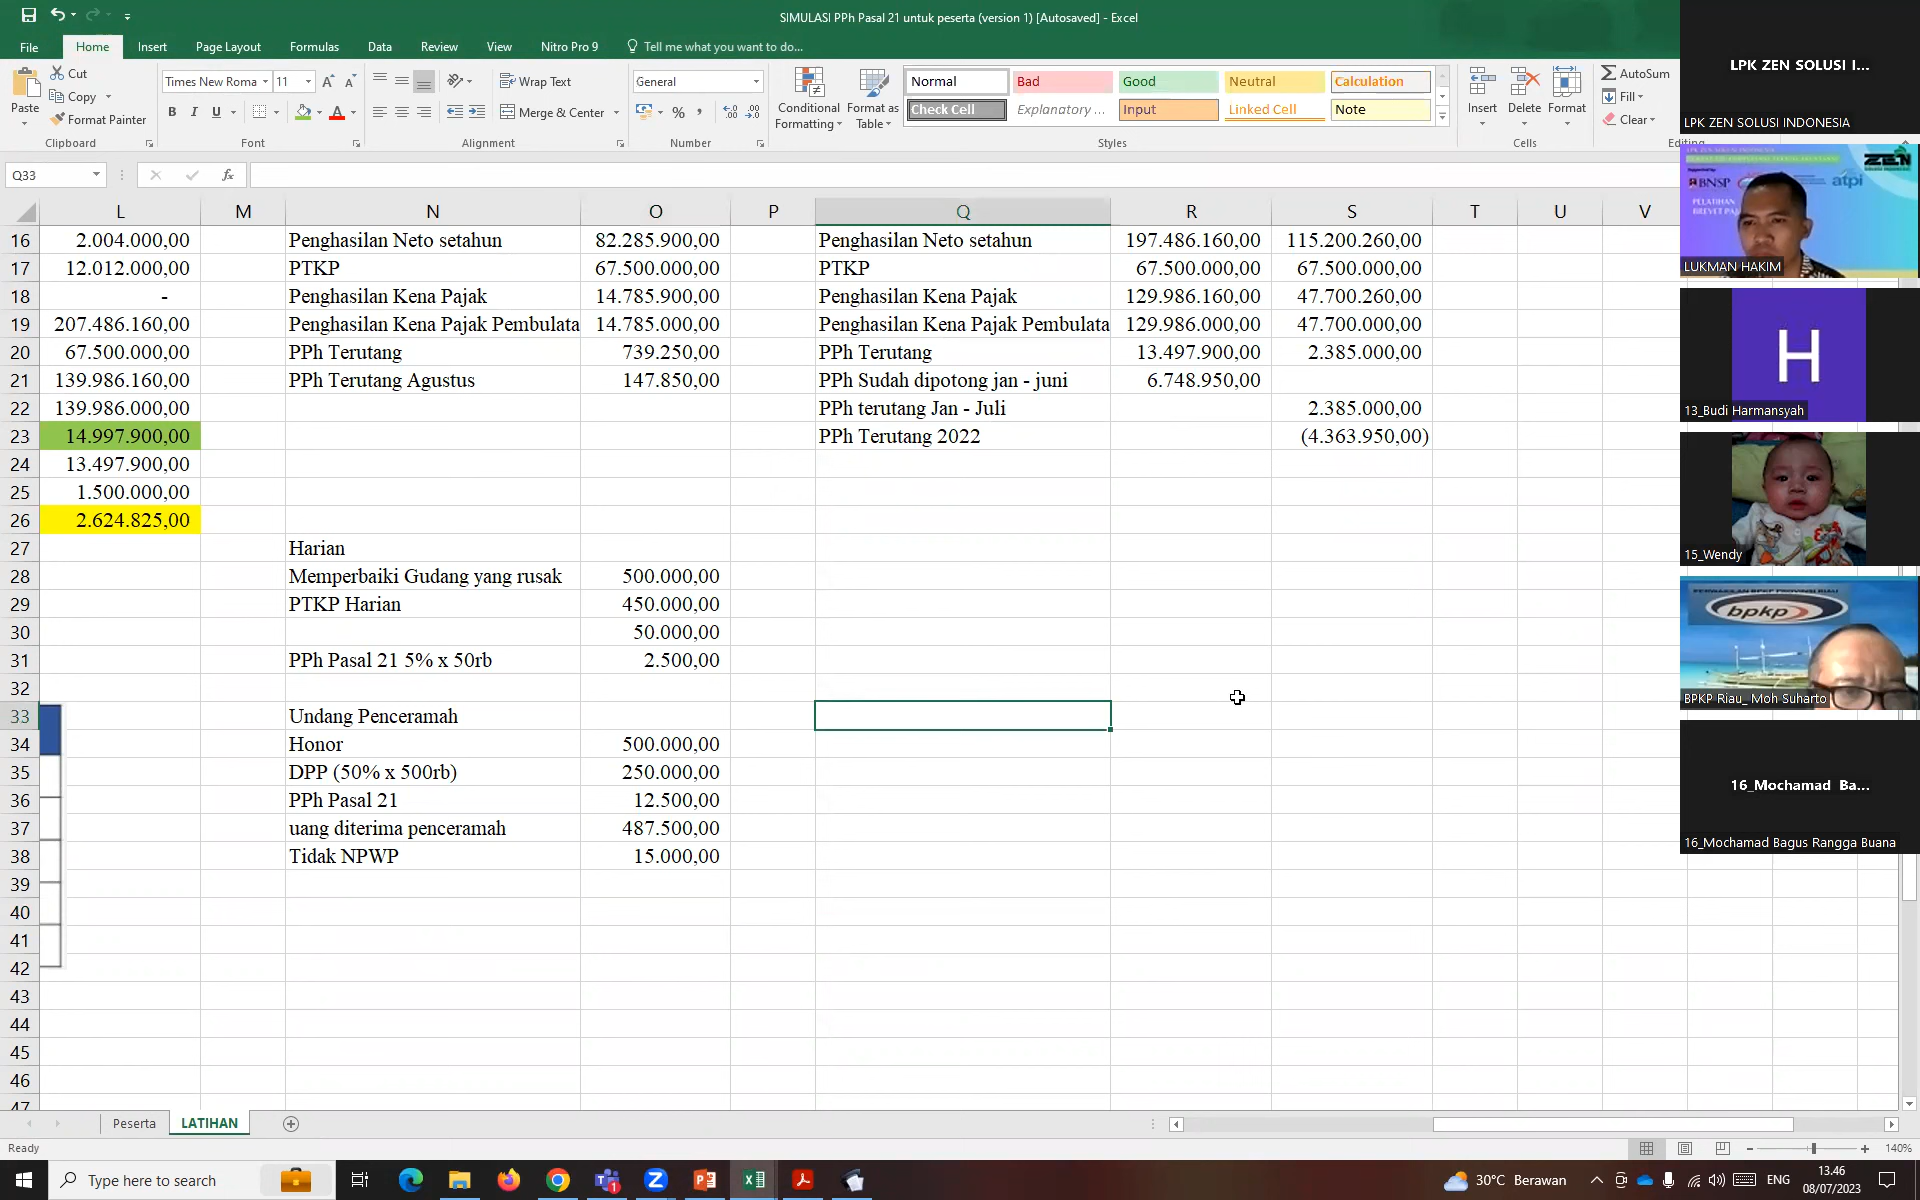 SIMULASI PPh Pasal 21 untuk peserta (version 1) [Autosaved] - Excel
File Home Insert Page Layout Formulas Data Review View Nitro Pro 9 Tell me what you want to do...
Cut
Copy
Format Painter
Paste
Clipboard
Times New Roma 11
B I U
Font
Wrap Text
Merge & Center
Alignment
General
Number
Conditional Formatting
Format as Table
Normal Bad Good Neutral Calculation
Check Cell Explanatory ... Input Linked Cell Note
Styles
Insert Delete Format
Cells
AutoSum
Fill
Clear
Editing
Q33
fx
L M N O P Q R S T U V
16 2.004.000,00 Penghasilan Neto setahun 82.285.900,00 Penghasilan Neto setahun 197.486.160,00 115.200.260,00
17 12.012.000,00 PTKP 67.500.000,00 PTKP 67.500.000,00 67.500.000,00
18 - Penghasilan Kena Pajak 14.785.900,00 Penghasilan Kena Pajak 129.986.160,00 47.700.260,00
19 207.486.160,00 Penghasilan Kena Pajak Pembulata 14.785.000,00 Penghasilan Kena Pajak Pembulata 129.986.000,00 47.700.000,00
20 67.500.000,00 PPh Terutang 739.250,00 PPh Terutang 13.497.900,00 2.385.000,00
21 139.986.160,00 PPh Terutang Agustus 147.850,00 PPh Sudah dipotong jan - juni 6.748.950,00
22 139.986.000,00 PPh terutang Jan - Juli 2.385.000,00
23 14.997.900,00 PPh Terutang 2022 (4.363.950,00)
24 13.497.900,00
25 1.500.000,00
26 2.624.825,00
27 Harian
28 Memperbaiki Gudang yang rusak 500.000,00
29 PTKP Harian 450.000,00
30 50.000,00
31 PPh Pasal 21 5% x 50rb 2.500,00
32
33 Undang Penceramah
34 Honor 500.000,00
35 DPP (50% x 500rb) 250.000,00
36 PPh Pasal 21 12.500,00
37 uang diterima penceramah 487.500,00
38 Tidak NPWP 15.000,00
39
40
41
42
43
44
45
46
47
Peserta LATIHAN
Ready
140%
Type here to search
30°C Berawan
ENG
13.46
08/07/2023
LPK ZEN SOLUSI I...
LPK ZEN SOLUSI INDONESIA
LPK ZEN SOLUSI INDONESIA
ZEN
BNSP
atpi
PELATIHAN
LUKMAN HAKIM
H
13_Budi Harmansyah
15_Wendy
PERWAKILAN BPKP PROVINSI RIAU
bpkp
BPKP Riau_ Moh Suharto
16_Mochamad Ba...
16_Mochamad Bagus Rangga Buana